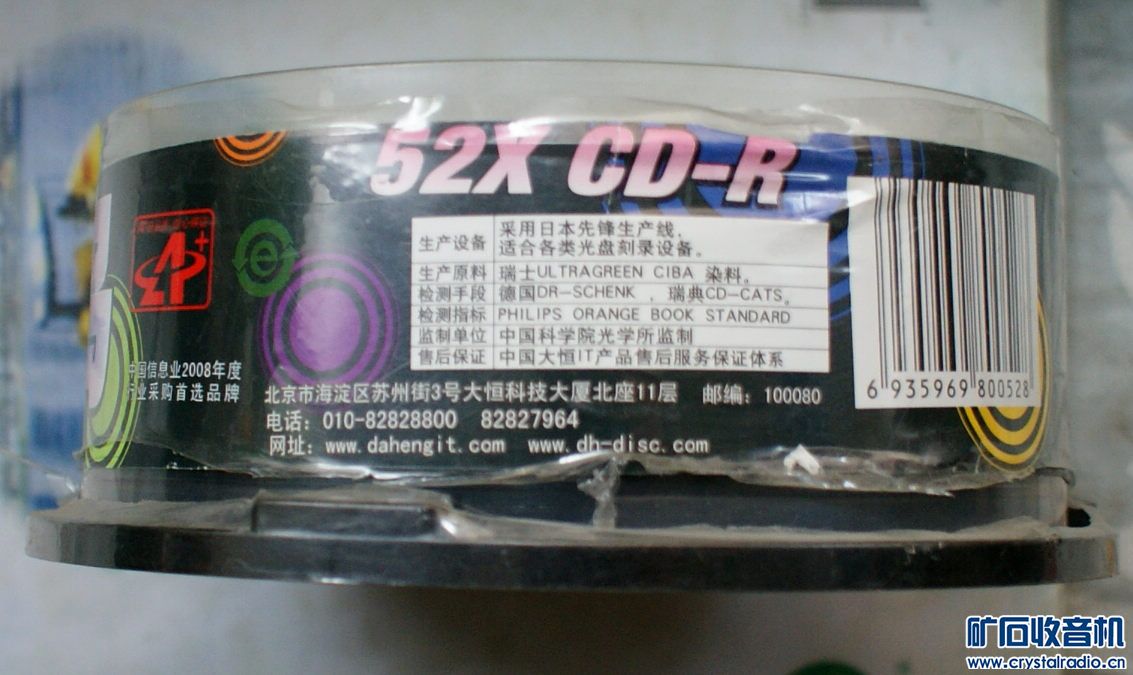 52X CD-R
生产设备 采用日本先锋生产线，
适合各类光盘刻录设备。
生产原料 瑞士ULTRAGREEN CIBA 染料。
检测手段 德国DR-SCHENK ，瑞典CD-CATS。
检测指标 PHILIPS ORANGE BOOK STANDARD
监制单位 中国科学院光学所监制
售后保证 中国大恒IT产品售后服务保证体系
中国信息业2008年度
行业采购首选品牌
北京市海淀区苏州街3号大恒科技大厦北座11层 邮编：100080
电话：010-82828800 82827964
网址：www.dahengit.com www.dh-disc.com
6 935969 800528
矿石收音机
www.crystalradio.cn